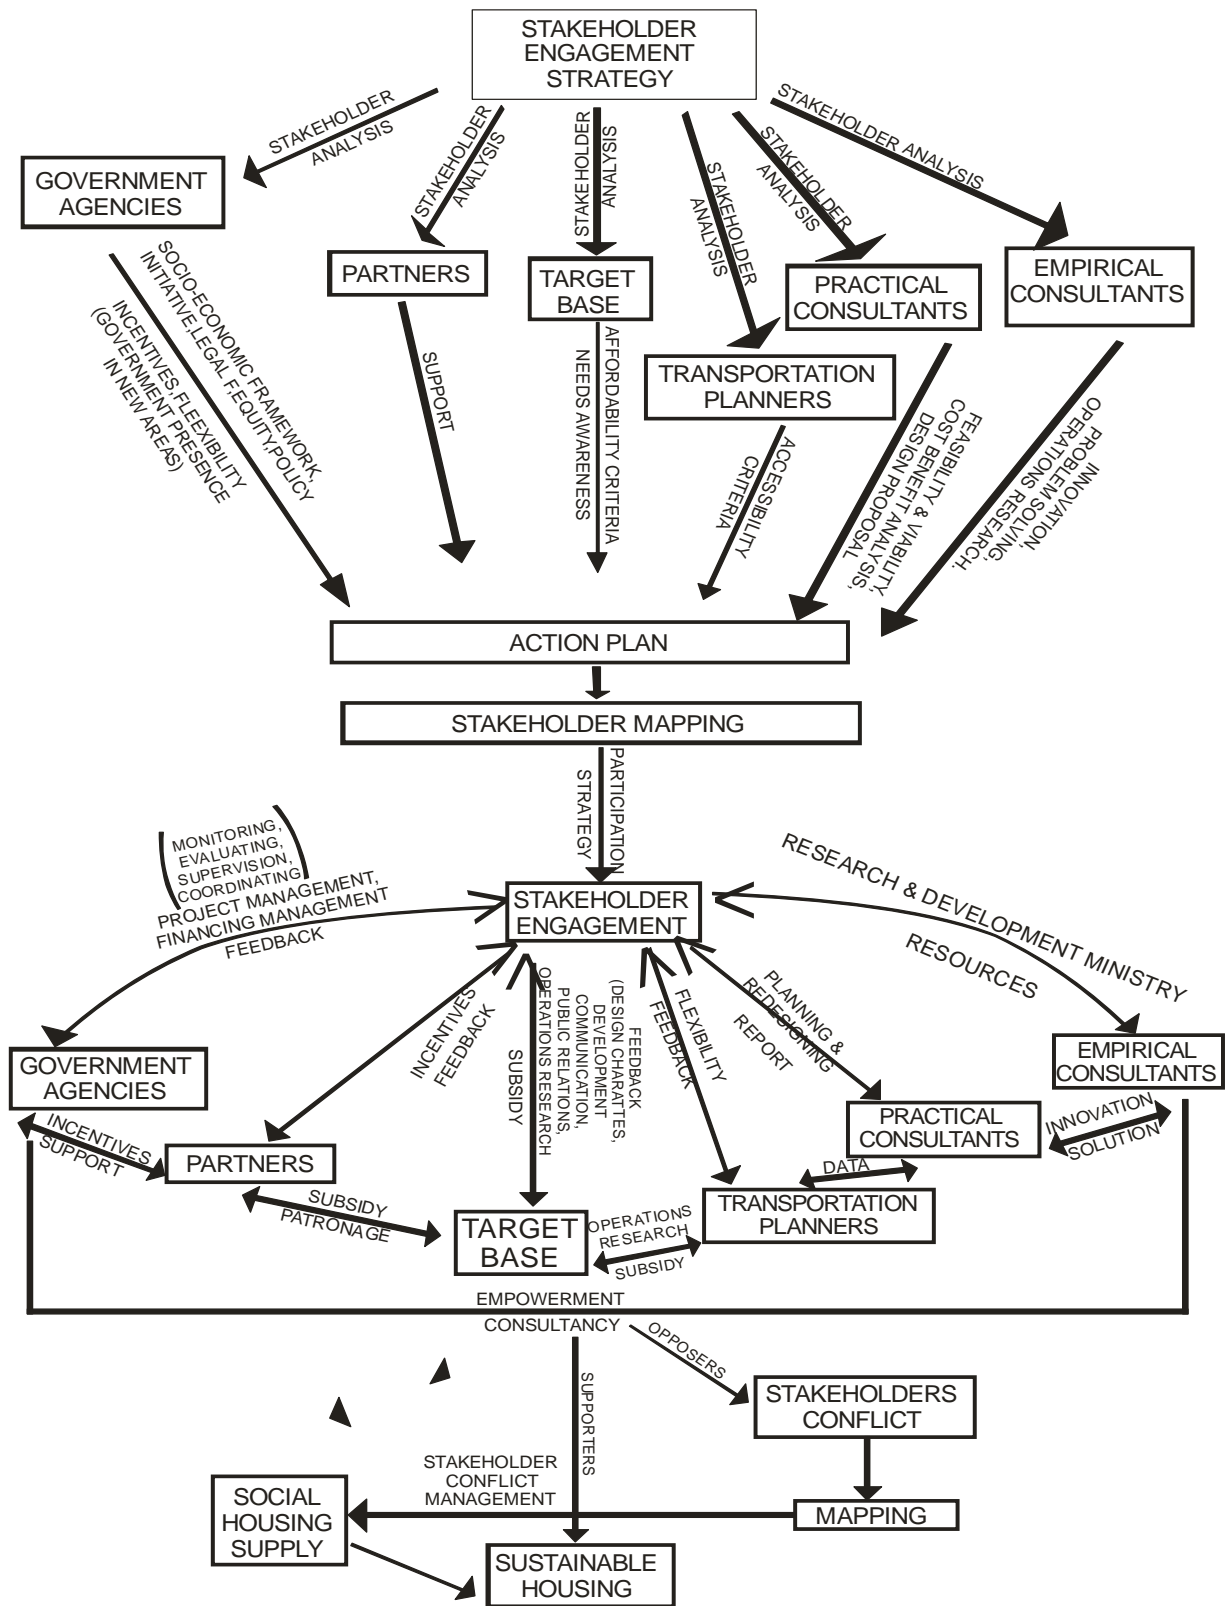 STAKEHOLDER
ENGAGEMENT
STRATEGY
STAKEHOLDER
ANALYSIS
STAKEHOLDER
ANALYSIS
STAKEHOLDER
ANALYSIS
STAKEHOLDER
ANALYSIS
STAKEHOLDER
ANALYSIS
STAKEHOLDER ANALYSIS
GOVERNMENT
AGENCIES
PARTNERS
TARGET
BASE
TRANSPORTATION
PLANNERS
PRACTICAL
CONSULTANTS
EMPIRICAL
CONSULTANTS
SOCIO-ECONOMIC FRAMEWORK,
INITIATIVE,LEGAL F,EQUITY,POLICY
INCENTIVES,FLEXIBILITY
(GOVERNMENT PRESENCE
IN NEW AREAS)
SUPPORT
AFFORDABILITY CRITERIA
NEEDS AWARENESS
ACCESSIBILITY
CRITERIA
FEASIBILITY & VIABILITY,
COST BENEFIT ANALYSIS,
DESIGN PROPOSAL
INNOVATION,
PROBLEM SOLVING,
OPERATIONS RESEARCH.
ACTION PLAN
STAKEHOLDER MAPPING
PARTICIPATION
STRATEGY
MONITORING,
EVALUATING,
SUPERVISION,
COORDINATING
PROJECT MANAGEMENT,
FINANCING MANAGEMENT
FEEDBACK
STAKEHOLDER
ENGAGEMENT
RESEARCH & DEVELOPMENT MINISTRY
RESOURCES
INCENTIVES
FEEDBACK
FEEDBACK
(DESIGN CHARATTES,
DEVELOPMENT
COMMUNICATION,
PUBLIC RELATIONS,
OPERATIONS RESEARCH
SUBSIDY
FLEXIBILITY
FEEDBACK
PLANNING &
REDESIGNING
REPORT
GOVERNMENT
AGENCIES
EMPIRICAL
CONSULTANTS
PRACTICAL
CONSULTANTS
INNOVATION
SOLUTION
INCENTIVES
SUPPORT
PARTNERS
DATA
TRANSPORTATION
PLANNERS
SUBSIDY
PATRONAGE
TARGET
BASE
OPERATIONS
RESEARCH
SUBSIDY
EMPOWERMENT
CONSULTANCY
OPPOSERS
SUPPORTERS
STAKEHOLDERS
CONFLICT
STAKEHOLDER
CONFLICT
MANAGEMENT
SOCIAL
HOUSING
SUPPLY
MAPPING
SUSTAINABLE
HOUSING